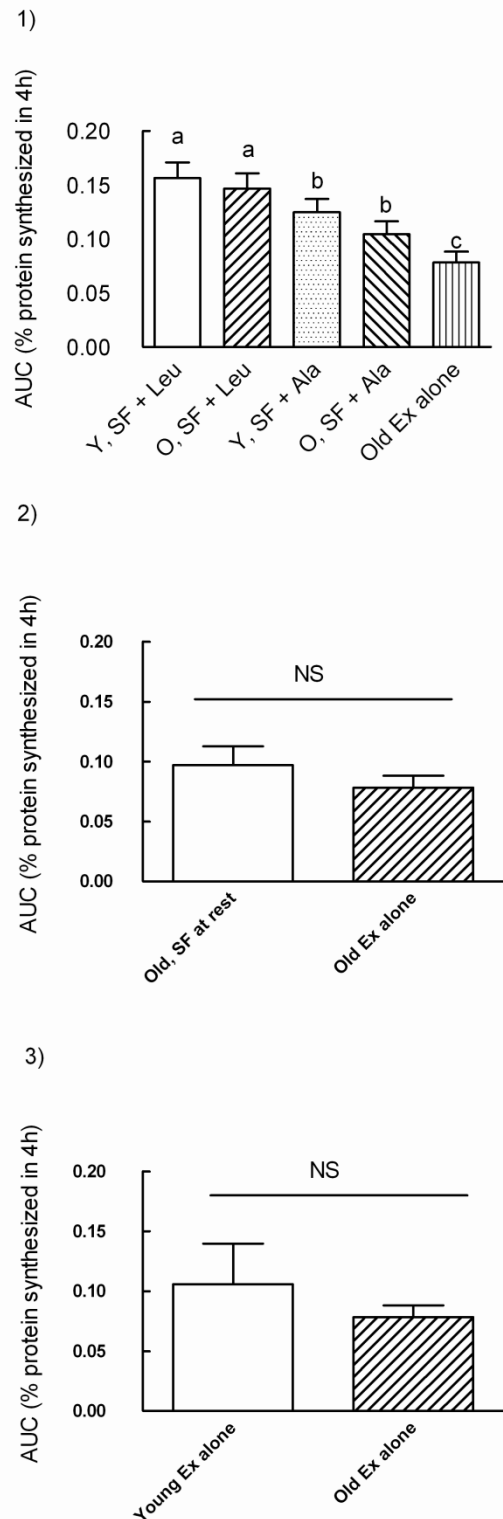 1)
AUC (% protein synthesized in 4h)
0.20
0.15
0.10
0.05
0.00
a
a
b
b
c
Y, SF + Leu
O, SF + Leu
Y, SF + Ala
O, SF + Ala
Old Ex alone
2)
AUC (% protein synthesized in 4h)
0.20
0.15
0.10
0.05
0.00
NS
Old, SF at rest
Old Ex alone
3)
AUC (% protein synthesized in 4h)
0.20
0.15
0.10
0.05
0.00
NS
Young Ex alone
Old Ex alone